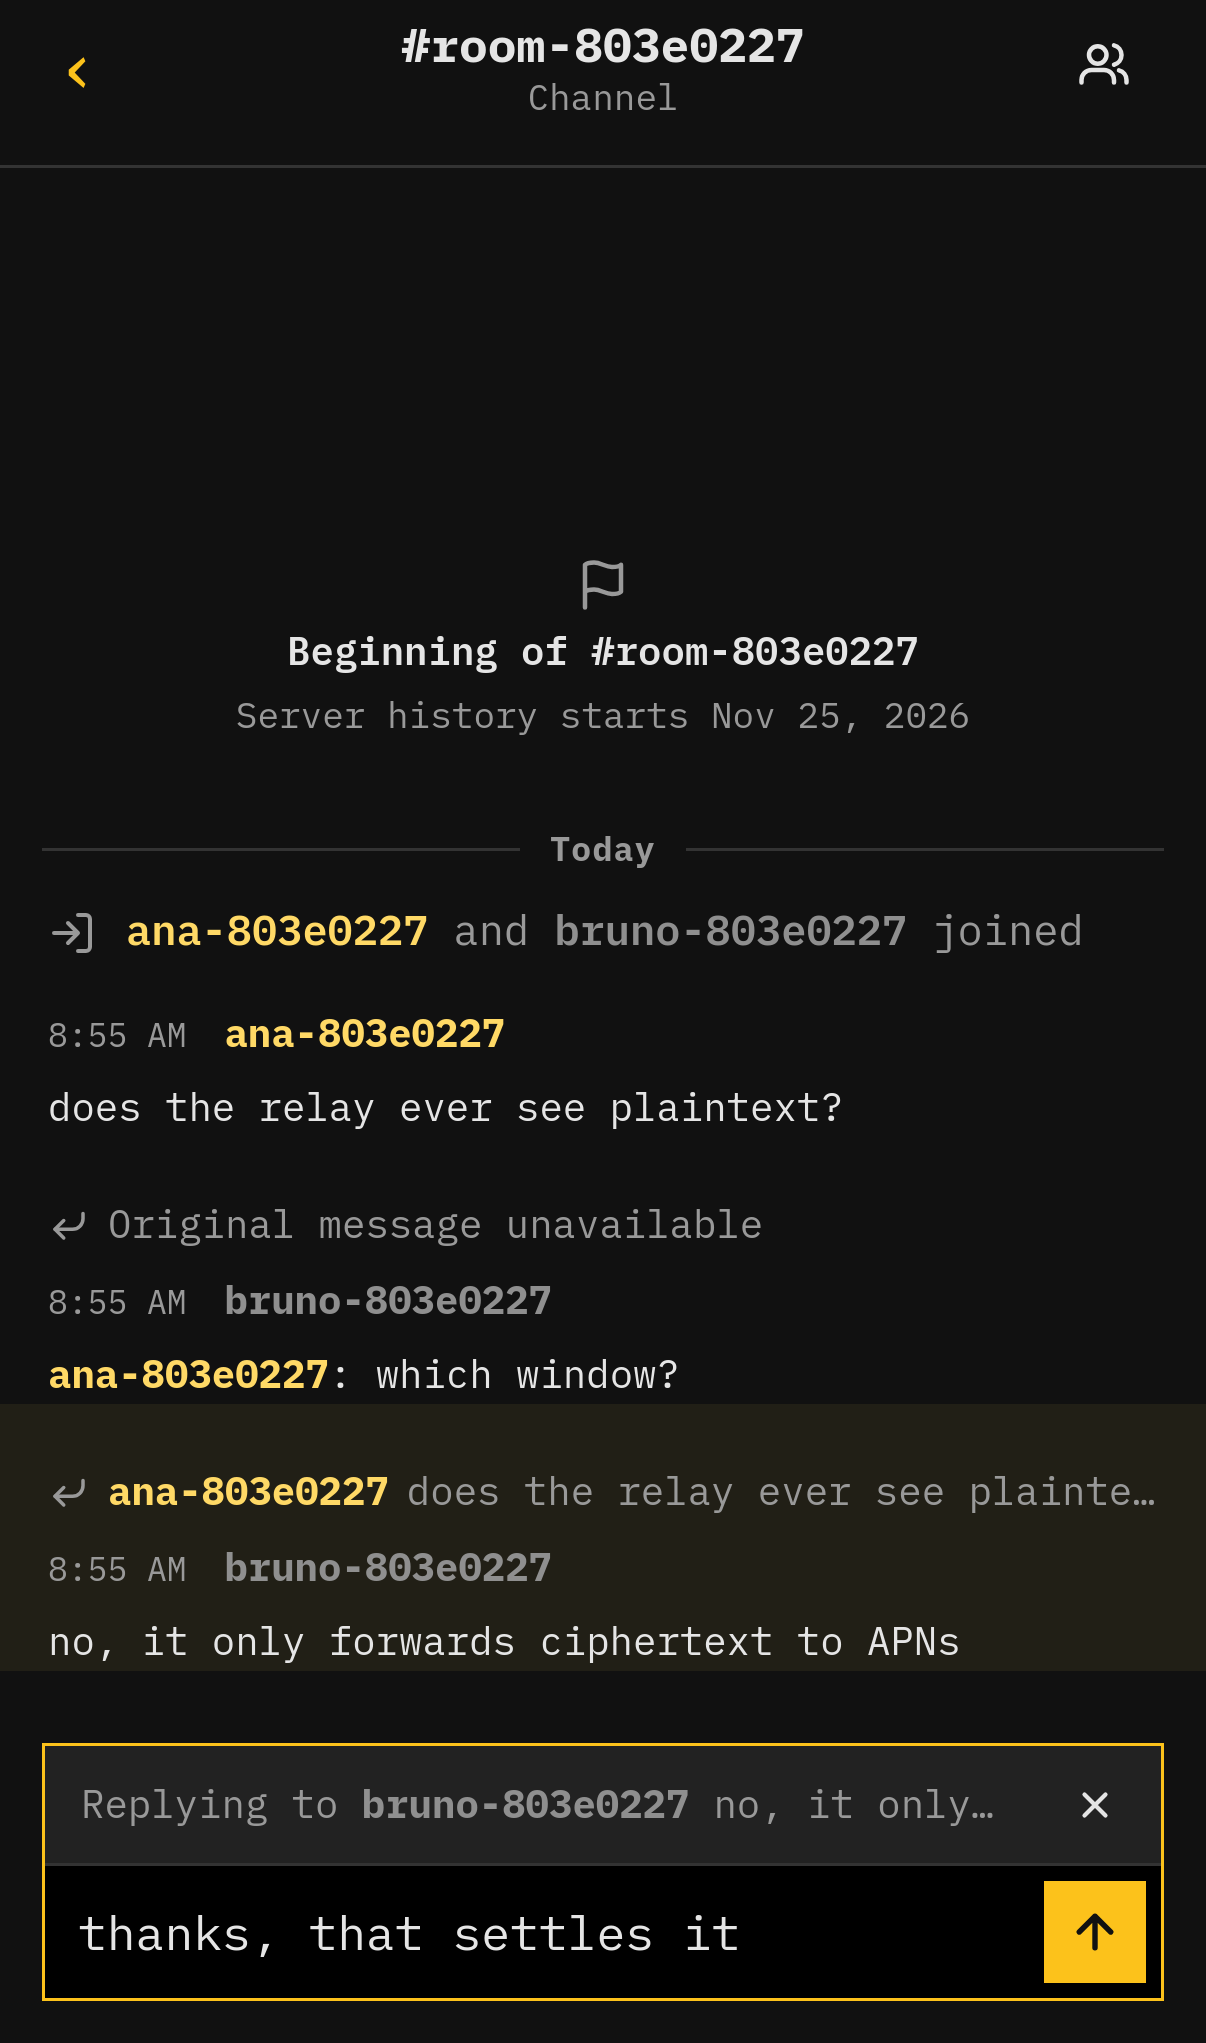 #room-803e0227
Channel
Beginning of #room-803e0227
Server history starts Nov 25, 2026
Today
ana-803e0227 and bruno-803e0227 joined
8:55 AM ana-803e0227
does the relay ever see plaintext?
Original message unavailable
8:55 AM bruno-803e0227
ana-803e0227: which window?
ana-803e0227 does the relay ever see plainte…
8:55 AM bruno-803e0227
no, it only forwards ciphertext to APNs
Replying to bruno-803e0227 no, it only…
thanks, that settles it